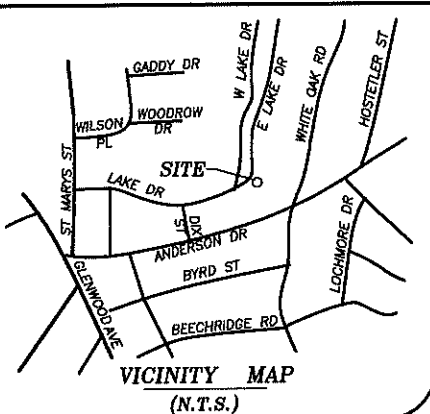 GADDY DR
W LAKE DR
E LAKE DR
WHITE OAK RD
HOSTETLER ST
WILSON PL
WOODROW DR
ST MARYS ST
LAKE DR
SITE
DIX ST
ANDERSON DR
LOCHMORE DR
GLENWOOD AVE
BYRD ST
BEECHRIDGE RD
VICINITY MAP
(N.T.S.)